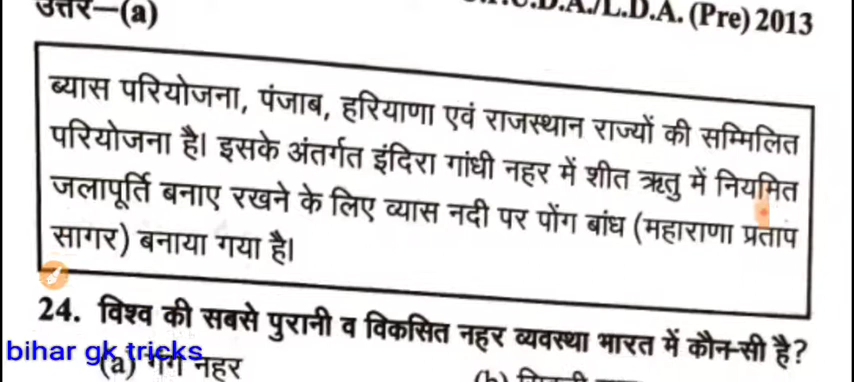 उत्तर—(a)
U.D.A./L.D.A. (Pre) 2013
ब्यास परियोजना, पंजाब, हरियाणा एवं राजस्थान राज्यों की सम्मिलित
परियोजना है। इसके अंतर्गत इंदिरा गांधी नहर में शीत ऋतु में नियमित
जलापूर्ति बनाए रखने के लिए व्यास नदी पर पोंग बांध (महाराणा प्रताप
सागर) बनाया गया है।
24. विश्व की सबसे पुरानी व विकसित नहर व्यवस्था भारत में कौन-सी है?
bihar gk tricks
(a) गंग नहर
(b)